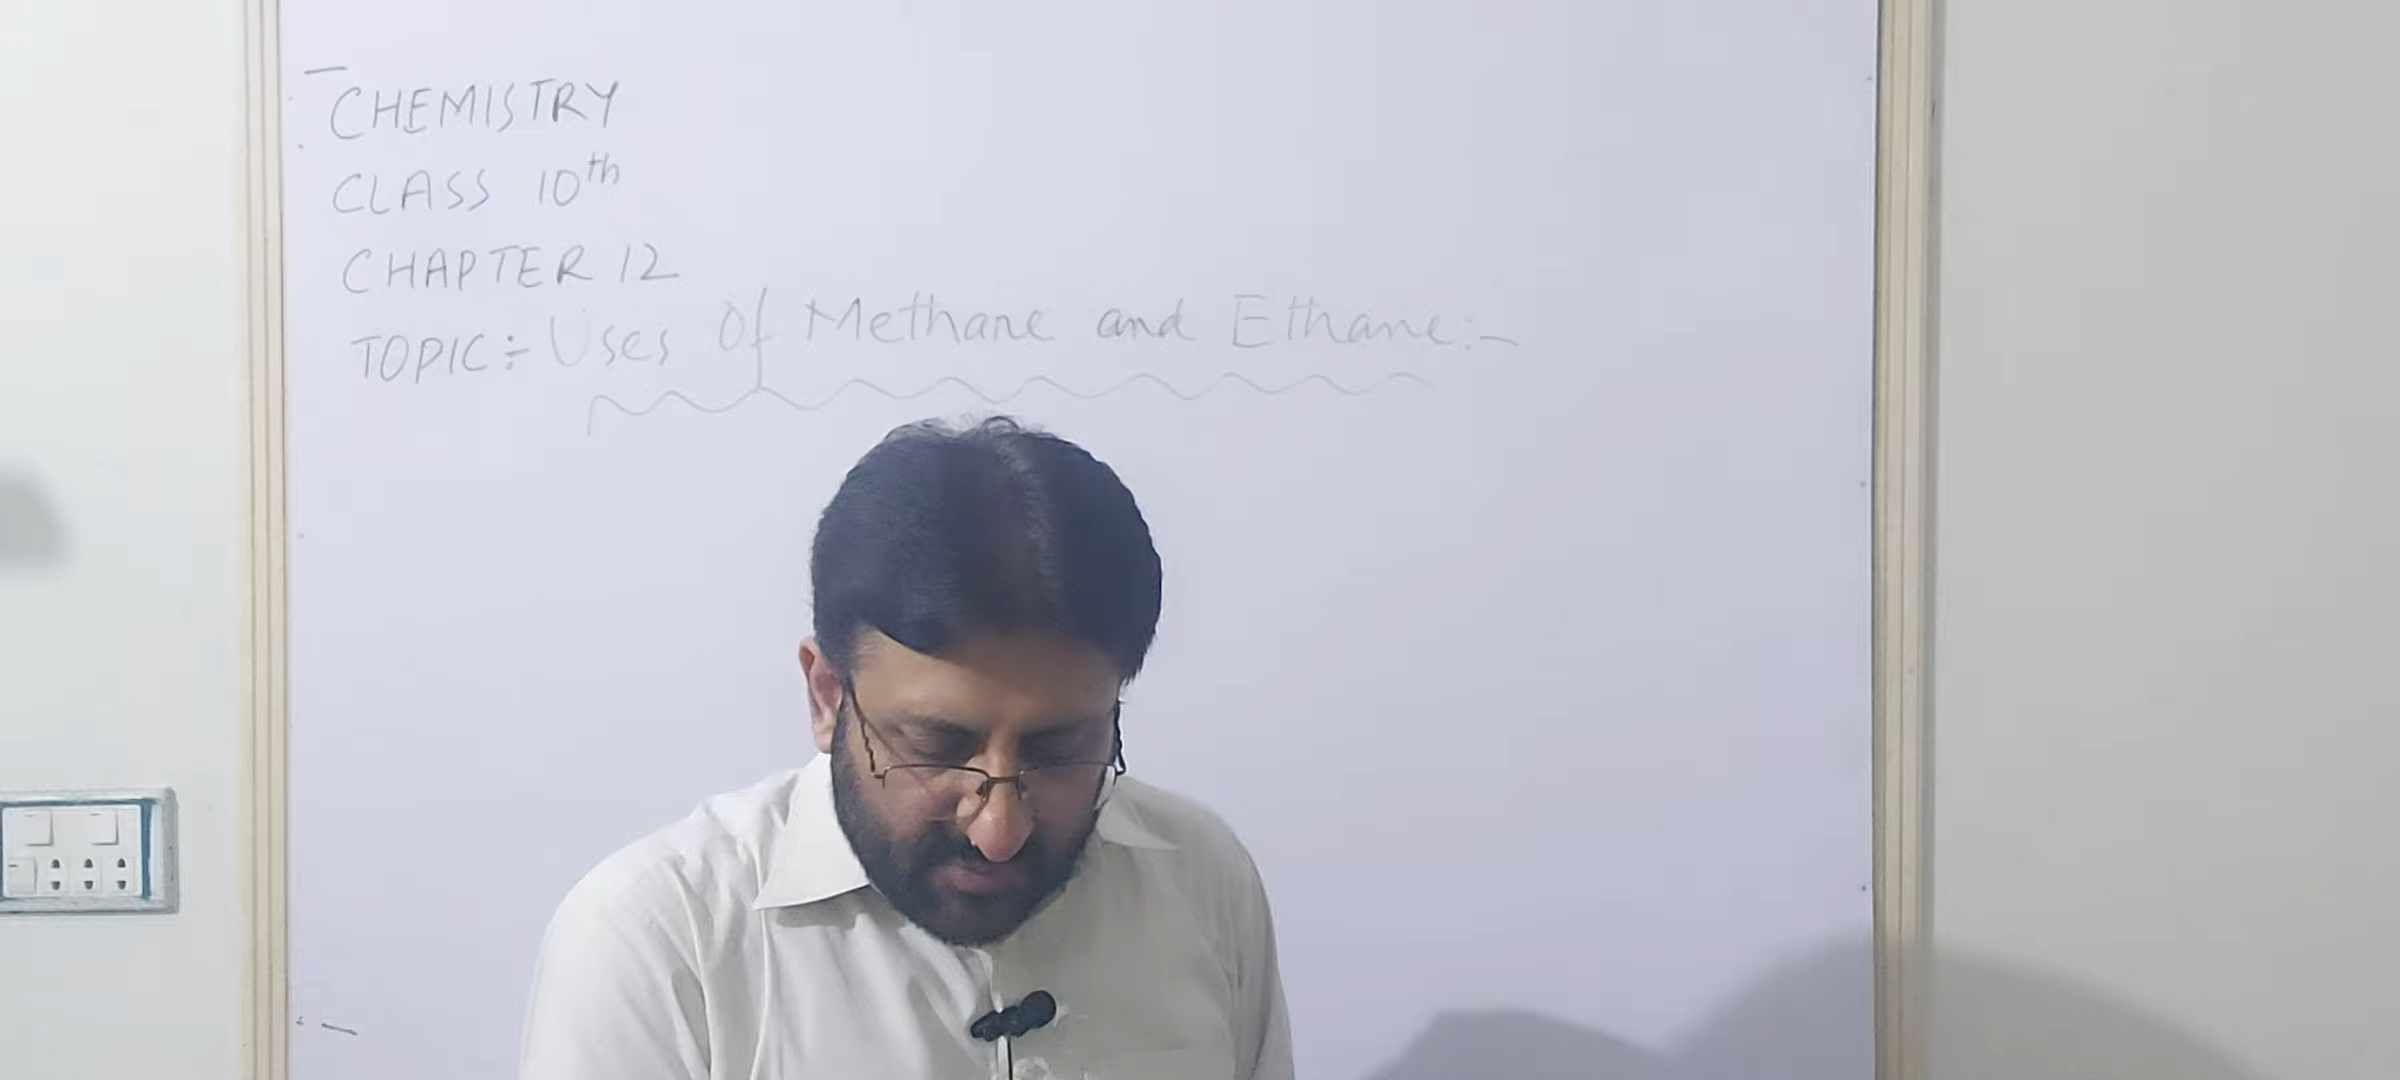 CHEMISTRY
CLASS 10th
CHAPTER 12
TOPIC:- Uses Of Methane and Ethane:-